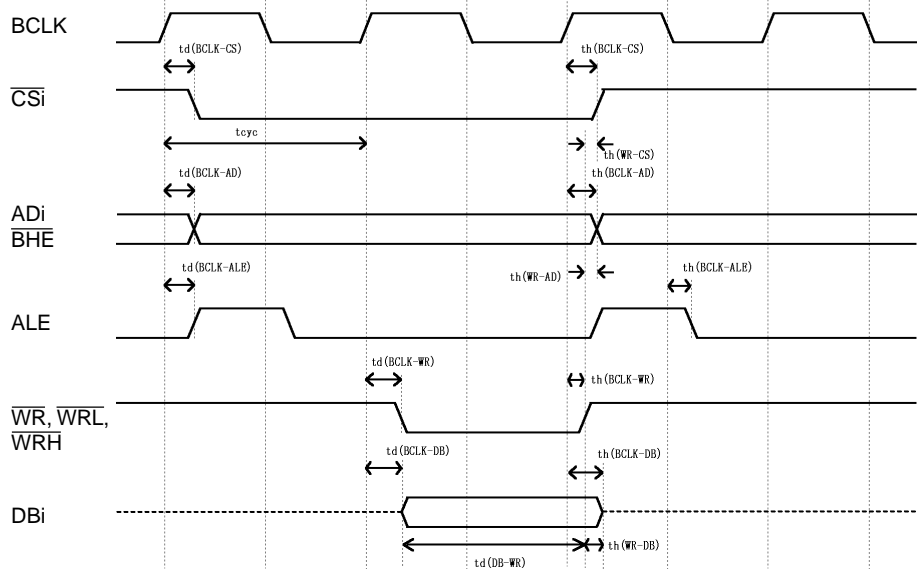 BCLK
td(BCLK-CS)
th(BCLK-CS)
CSi
tcyc
th(WR-CS)
td(BCLK-AD)
th(BCLK-AD)
ADi
BHE
td(BCLK-ALE)
th(WR-AD)
th(BCLK-ALE)
ALE
td(BCLK-WR)
th(BCLK-WR)
WR, WRL,
WRH
td(BCLK-DB)
th(BCLK-DB)
DBi
td(DB-WR)
th(WR-DB)